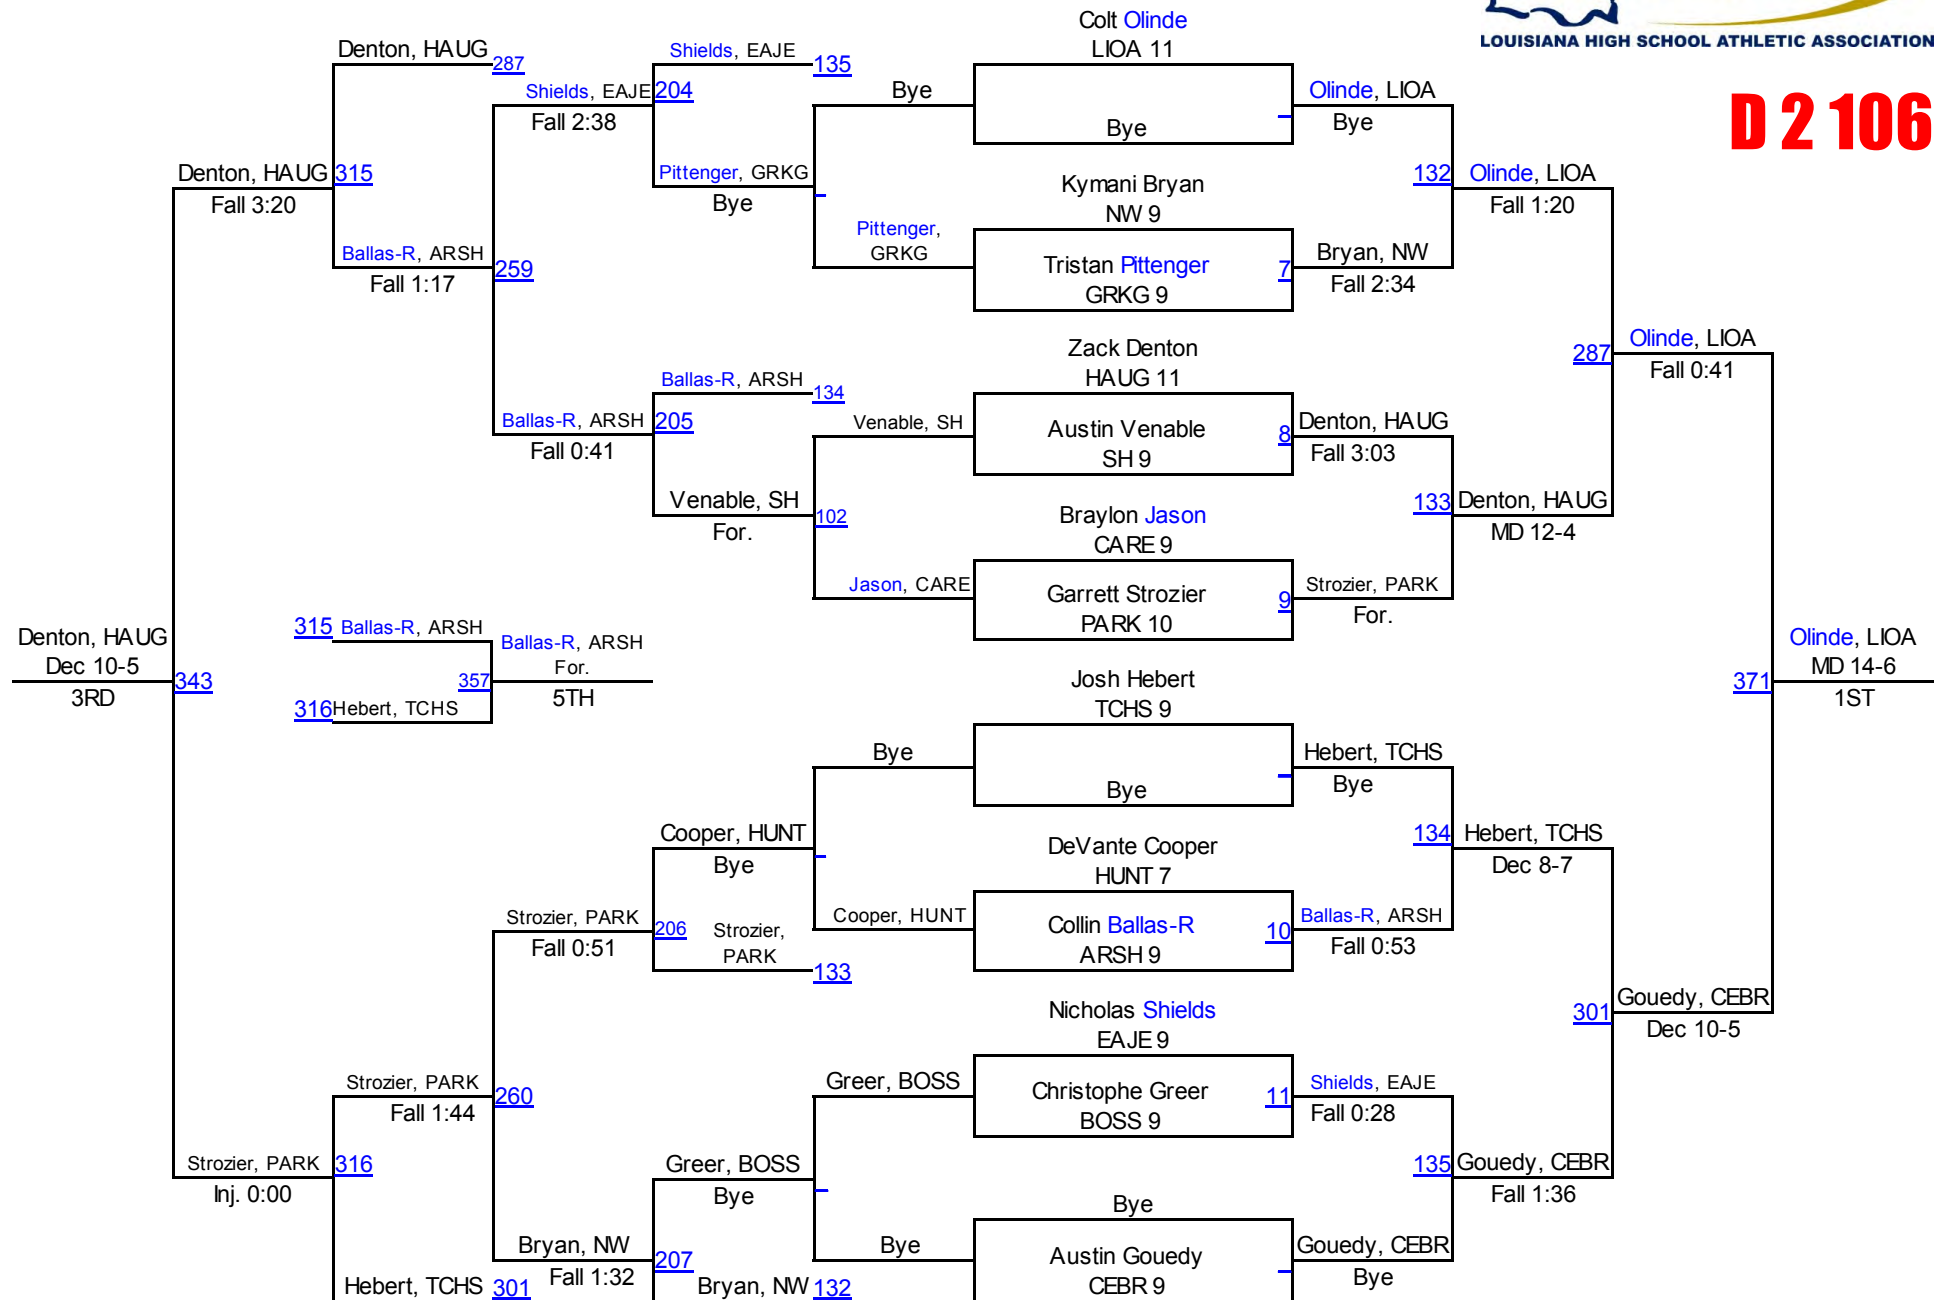 LOUISIANA HIGH SCHOOL ATHLETIC ASSOCIATION
D 2 106
Denton, HAUG
287
Shields, EAJE
204
Fall 2:38
Shields, EAJE
135
Pittenger, GRKG
Bye
Denton, HAUG
315
Fall 3:20
Ballas-R, ARSH
259
Fall 1:17
Ballas-R, ARSH
205
Fall 0:41
Ballas-R, ARSH
134
Venable, SH
102
For.
Bye
Pittenger,
GRKG
Venable, SH
Jason, CARE
Colt Olinde
LIOA 11
Bye
Kymani Bryan
NW 9
Tristan Pittenger
GRKG 9
7
Zack Denton
HAUG 11
Austin Venable
SH 9
8
Braylon Jason
CARE 9
Garrett Strozier
PARK 10
9
Olinde, LIOA
Bye
132
Bryan, NW
Fall 2:34
Olinde, LIOA
Fall 1:20
287
Denton, HAUG
Fall 3:03
133
Strozier, PARK
For.
Denton, HAUG
MD 12-4
Olinde, LIOA
Fall 0:41
Denton, HAUG
Dec 10-5
343
3RD
315
Ballas-R, ARSH
316
Hebert, TCHS
357
Ballas-R, ARSH
For.
5TH
Olinde, LIOA
MD 14-6
371
1ST
Josh Hebert
TCHS 9
Bye
DeVante Cooper
HUNT 7
Collin Ballas-R
ARSH 9
10
Nicholas Shields
EAJE 9
Christophe Greer
BOSS 9
11
Bye
Austin Gouedy
CEBR 9
Bye
Cooper, HUNT
Bye
Cooper, HUNT
Strozier, PARK
206
Fall 0:51
Strozier,
PARK
133
Strozier, PARK
260
Fall 1:44
Strozier, PARK
316
Inj. 0:00
Greer, BOSS
Greer, BOSS
Bye
Bye
Bryan, NW
207
Fall 1:32
Hebert, TCHS
301
Bryan, NW
132
Hebert, TCHS
Bye
134
Ballas-R, ARSH
Fall 0:53
Hebert, TCHS
Dec 8-7
301
Gouedy, CEBR
Dec 10-5
Shields, EAJE
Fall 0:28
135
Gouedy, CEBR
Fall 1:36
Gouedy, CEBR
Bye